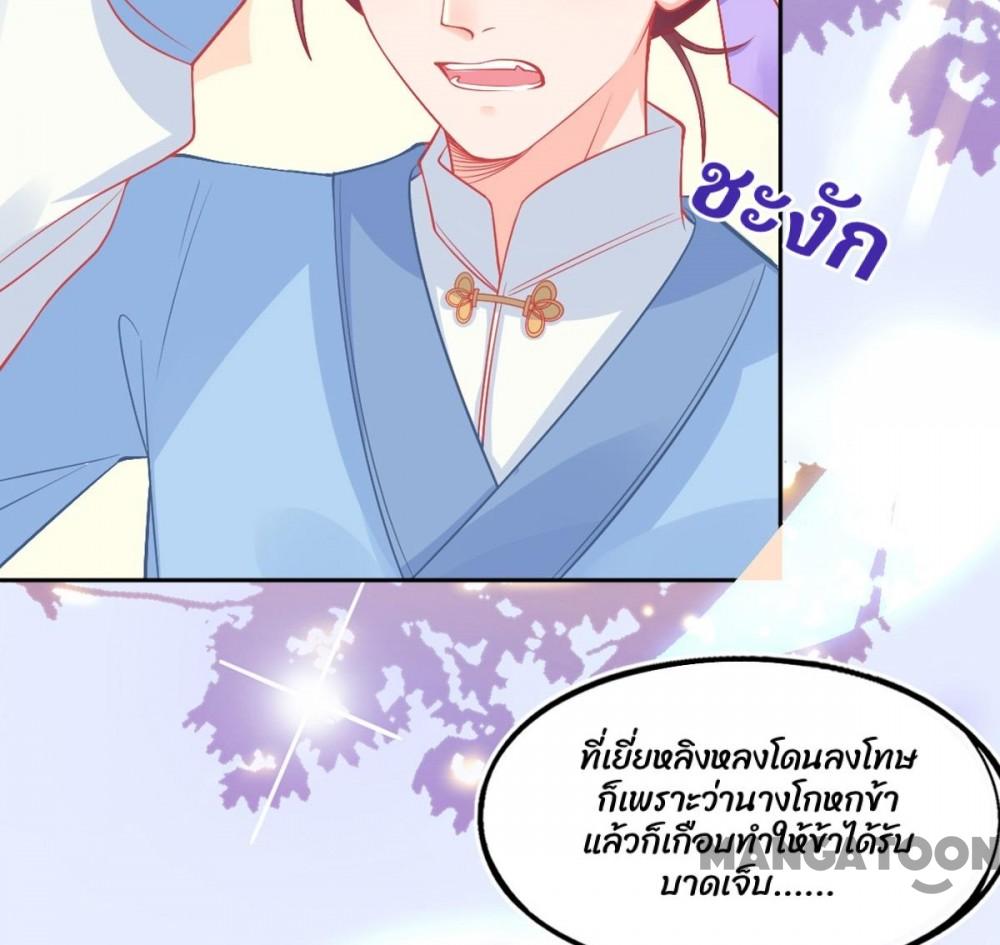 ชะงัก
ที่เยี่ยหลิงหลงโดนลงโทษ
ก็เพราะว่านางโกหกข้า
แล้วก็เกือบทำให้ข้าได้รับ
บาดเจ็บ......
MANGATOON